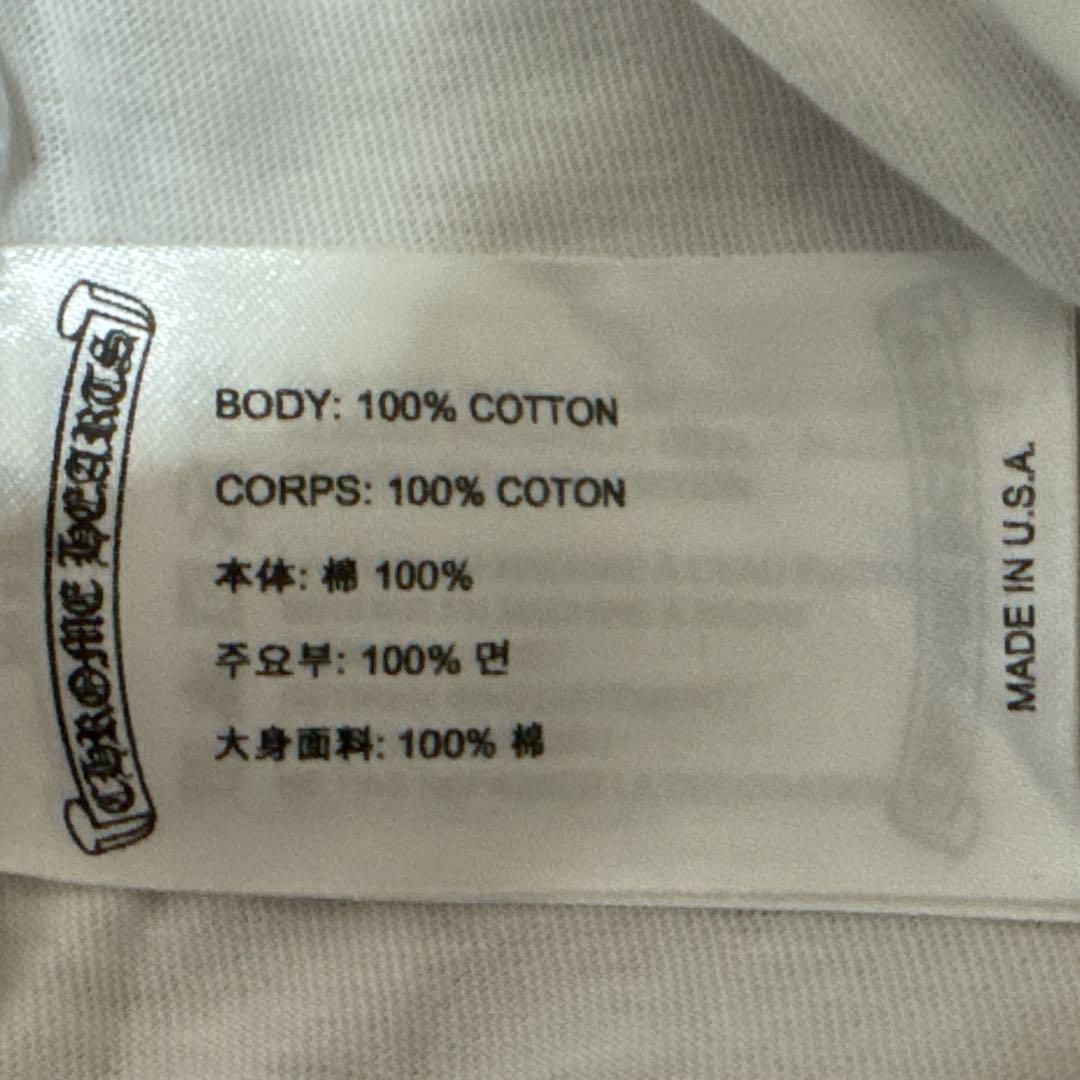 CHROME HEARTS
BODY: 100% COTTON
CORPS: 100% COTON
本体: 棉 100%
주요부: 100% 면
大身面料: 100% 棉
MADE IN U.S.A.